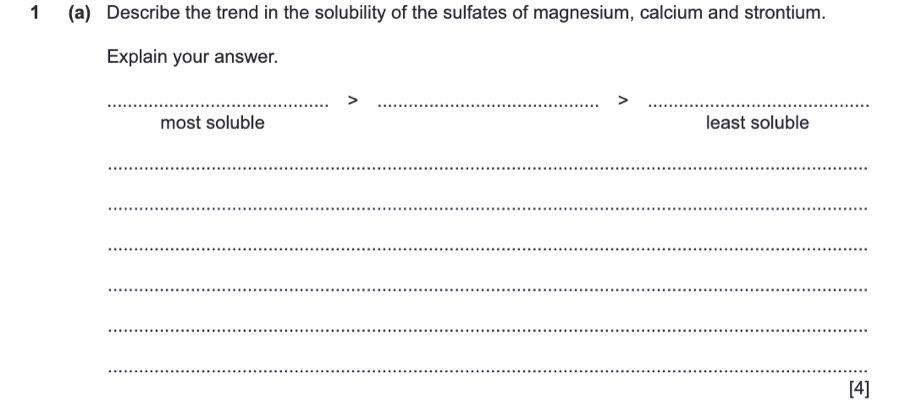 1 (a) Describe the trend in the solubility of the sulfates of magnesium, calcium and strontium.
Explain your answer.
.......................................... > .......................................... > ..........................................
most soluble least soluble
..........................................................................................
..........................................................................................
..........................................................................................
..........................................................................................
..........................................................................................
..........................................................................................
[4]